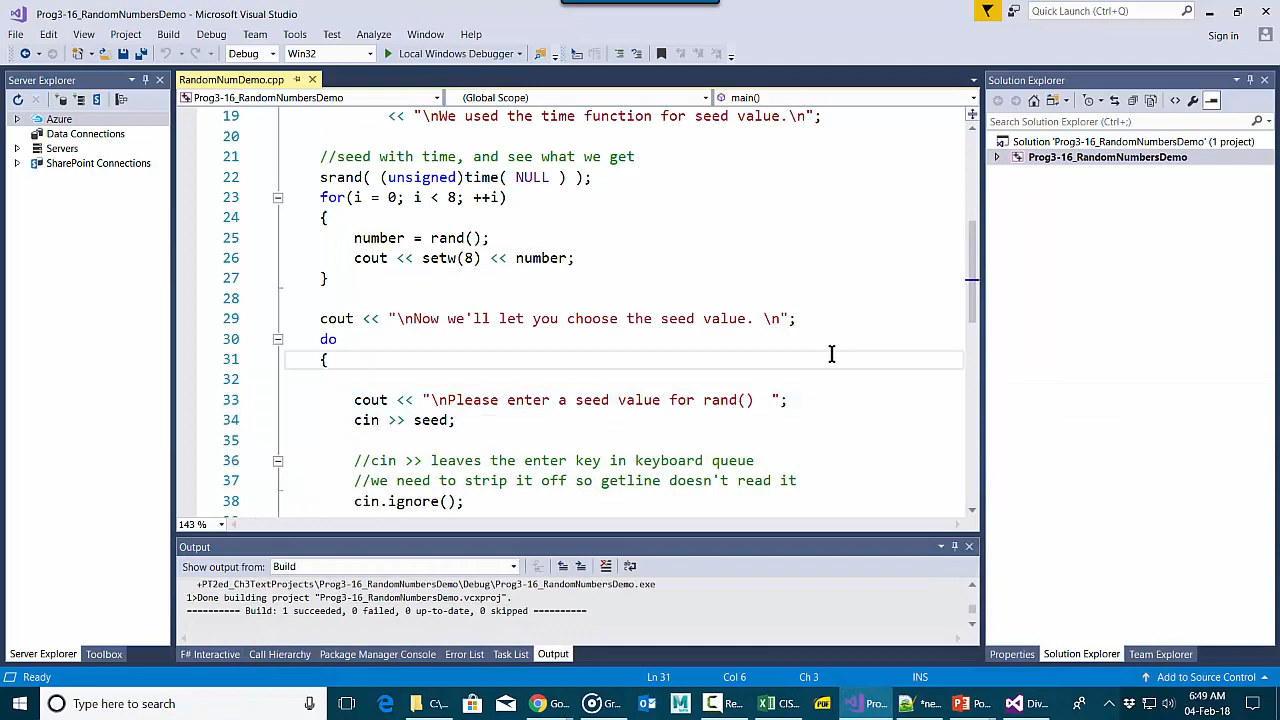 Prog3-16_RandomNumbersDemo - Microsoft Visual Studio
Quick Launch (Ctrl+Q)
File Edit View Project Build Debug Team Tools Test Analyze Window Help
Sign in
Debug Win32 Local Windows Debugger
Server Explorer
RandomNumDemo.cpp
Solution Explorer
Prog3-16_RandomNumbersDemo (Global Scope) main()
Search Solution Explorer (Ctrl+;)
Azure
Data Connections
Servers
SharePoint Connections
Solution 'Prog3-16_RandomNumbersDemo' (1 project)
Prog3-16_RandomNumbersDemo
19 << "\nWe used the time function for seed value.\n";
20
21 //seed with time, and see what we get
22 srand( (unsigned)time( NULL ) );
23 for(i = 0; i < 8; ++i)
24 {
25 number = rand();
26 cout << setw(8) << number;
27 }
28
29 cout << "\nNow we'll let you choose the seed value. \n";
30 do
31 {
32
33 cout << "\nPlease enter a seed value for rand()  ";
34 cin >> seed;
35
36 //cin >> leaves the enter key in keyboard queue
37 //we need to strip it off so getline doesn't read it
38 cin.ignore();
143 %
Output
Show output from: Build
+PT2ed_Ch3TextProjects\Prog3-16_RandomNumbersDemo\Debug\Prog3-16_RandomNumbersDemo.exe
1>Done building project "Prog3-16_RandomNumbersDemo.vcxproj".
========== Build: 1 succeeded, 0 failed, 0 up-to-date, 0 skipped ==========
Server Explorer Toolbox
F# Interactive Call Hierarchy Package Manager Console Error List Task List Output
Properties Solution Explorer Team Explorer
Ready Ln 31 Col 6 Ch 3 INS Add to Source Control
Type here to search
C:\... Go... Gr... Re... CIS... Pro... *ne... Po... Div...
6:49 AM
04-Feb-18